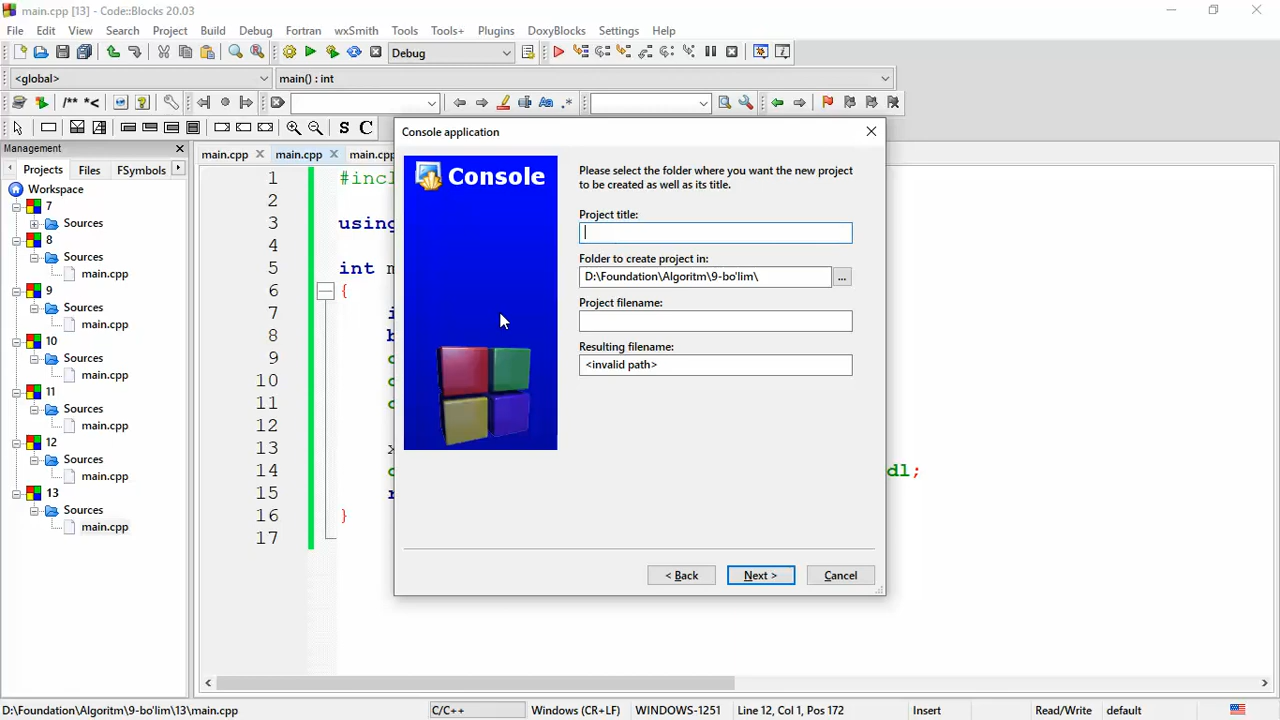 main.cpp [13] - Code::Blocks 20.03
File Edit View Search Project Build Debug Fortran wxSmith Tools Tools+ Plugins DoxyBlocks Settings Help
Debug
<global> main() : int
/** *<
S C
Management
Projects Files FSymbols
main.cpp main.cpp main.cpp
Workspace
7
Sources
8
Sources
main.cpp
9
Sources
main.cpp
10
Sources
main.cpp
11
Sources
main.cpp
12
Sources
main.cpp
13
Sources
main.cpp
1 #incl
2
3 using
4
5 int m
6 {
7
8
9
10
11
12
13
14 dl;
15
16 }
17
Console application
Console
Please select the folder where you want the new project
to be created as well as its title.
Project title:
Folder to create project in:
D:\Foundation\Algoritm\9-bo'lim\ ...
Project filename:
Resulting filename:
<invalid path>
< Back Next > Cancel
D:\Foundation\Algoritm\9-bo'lim\13\main.cpp C/C++ Windows (CR+LF) WINDOWS-1251 Line 12, Col 1, Pos 172 Insert Read/Write default